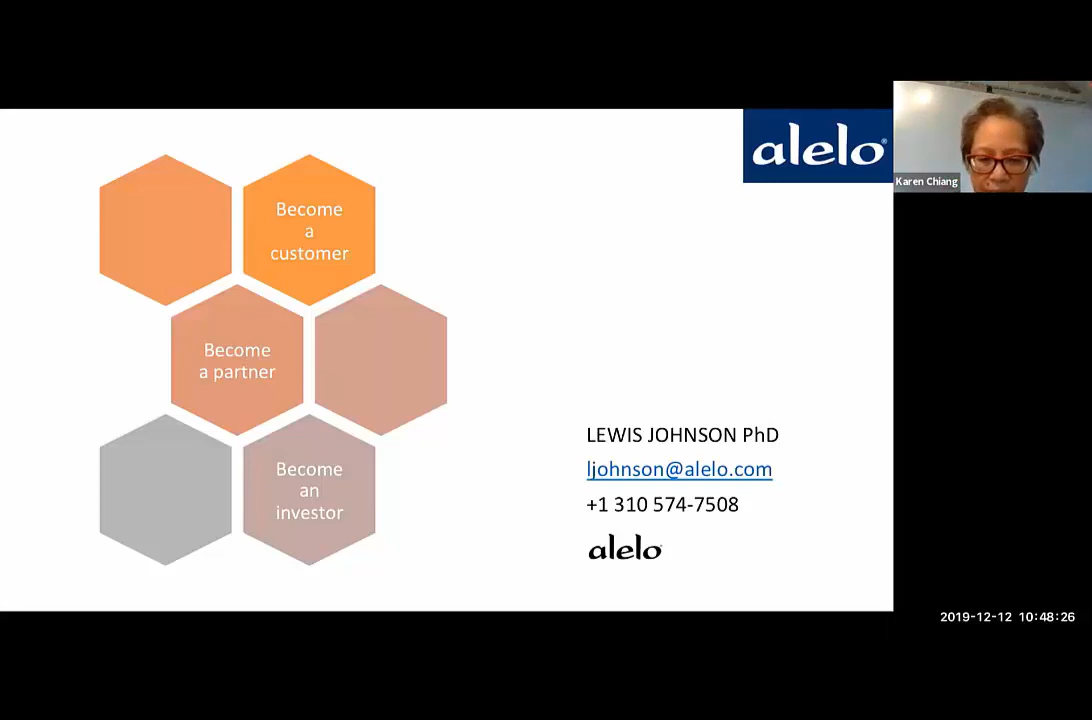 alelo®
Karen Chiang
Become
a
customer
Become
a partner
Become
an
investor
LEWIS JOHNSON PhD
ljohnson@alelo.com
+1 310 574-7508
alelo
2019-12-12 10:48:26